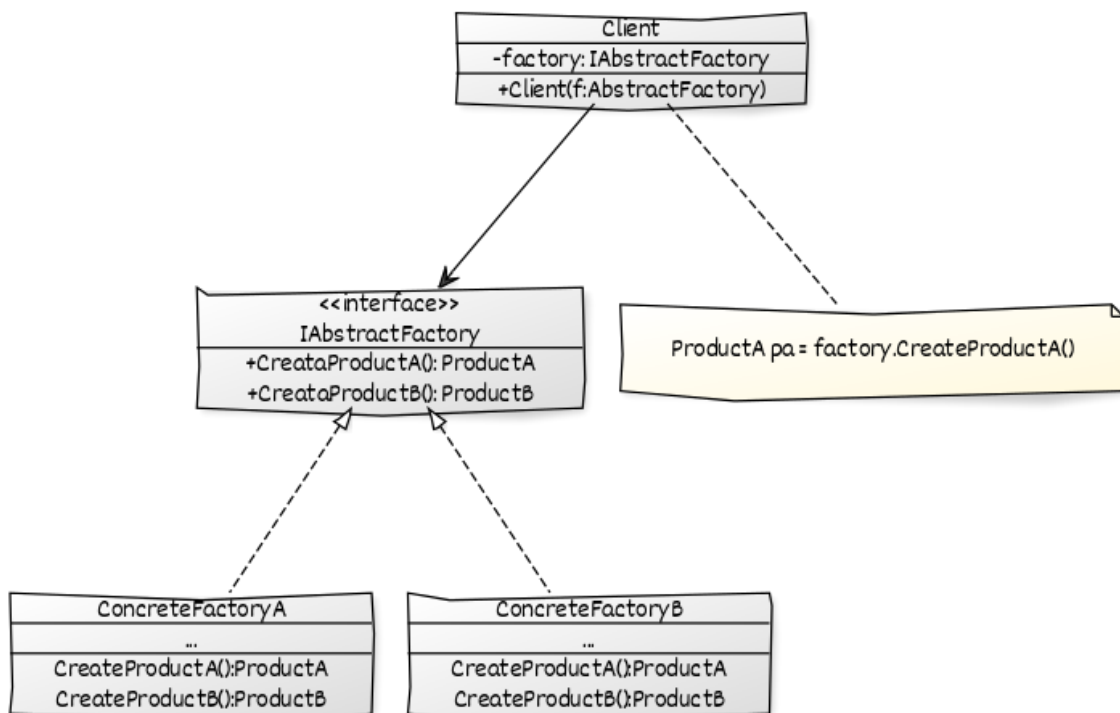 Client
-factory: IAbstractFactory
+Client(f:AbstractFactory)
<<interface>>
IAbstractFactory
+CreataProductA(): ProductA
+CreataProductB(): ProductB
ProductA pa = factory.CreateProductA()
ConcreteFactoryA
...
CreateProductA():ProductA
CreateProductB():ProductB
ConcreteFactoryB
...
CreateProductA():ProductA
CreateProductB():ProductB